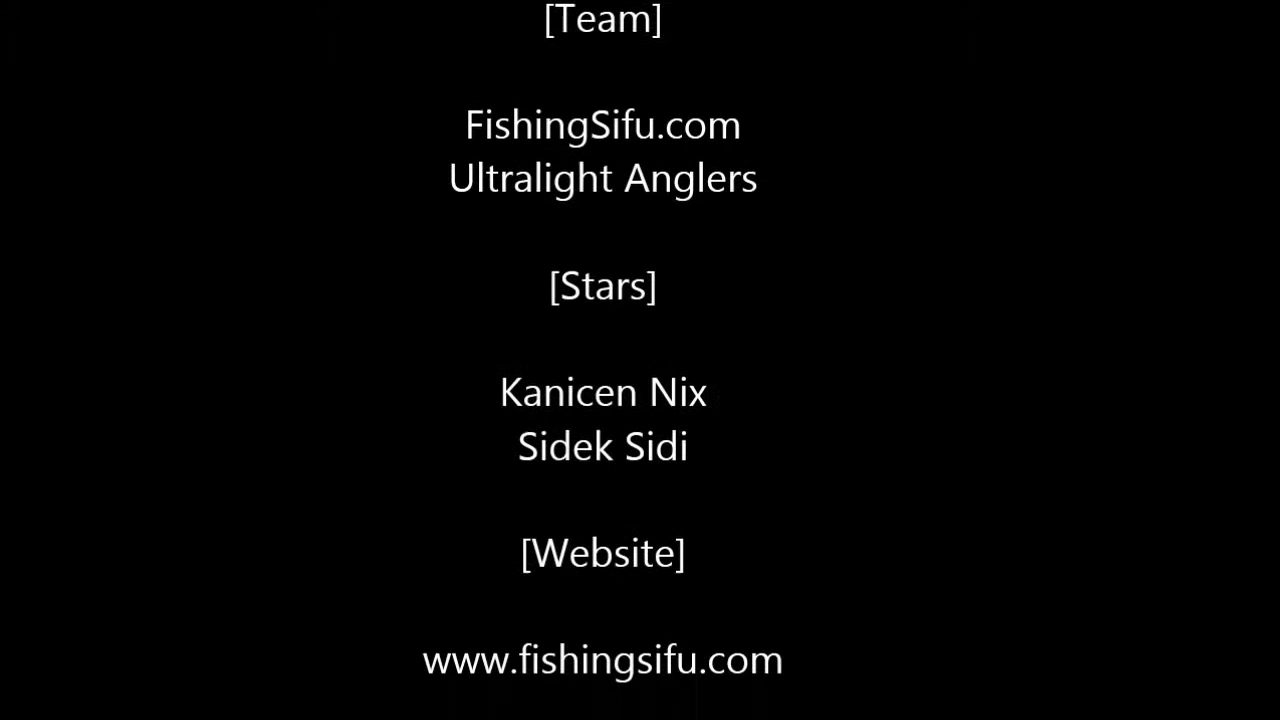 [Team]
FishingSifu.com
Ultralight Anglers
[Stars]
Kanicen Nix
Sidek Sidi
[Website]
www.fishingsifu.com